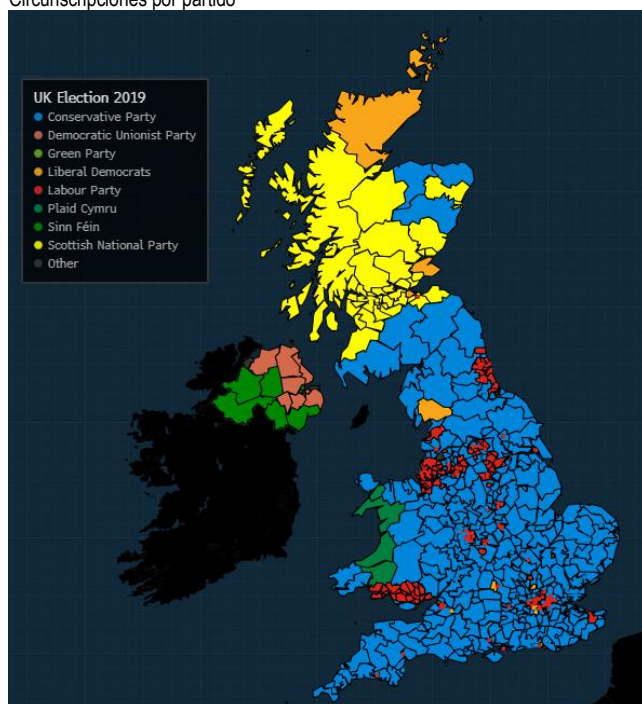 Circunscripciones por partido
UK Election 2019
Conservative Party
Democratic Unionist Party
Green Party
Liberal Democrats
Labour Party
Plaid Cymru
Sinn Féin
Scottish National Party
Other